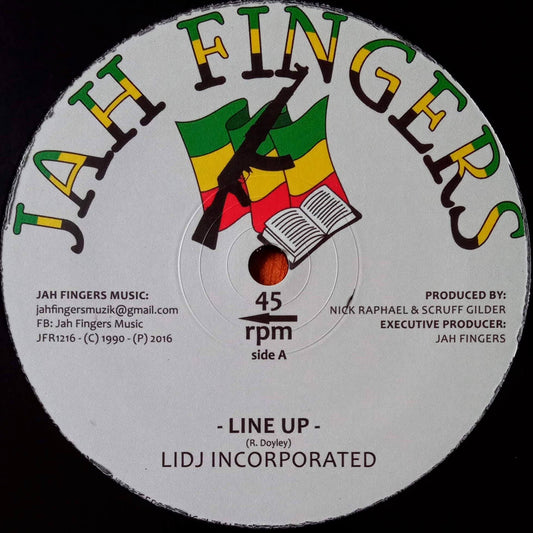 JAH FINGERS
JAH FINGERS MUSIC:
jahfingersmuzik@gmail.com
FB: Jah Fingers Music
JFR1216 - (C) 1990 - (P) 2016
45
rpm
side A
PRODUCED BY:
NICK RAPHAEL & SCRUFF GILDER
EXECUTIVE PRODUCER:
JAH FINGERS
- LINE UP -
(R. Doyley)
LIDJ INCORPORATED